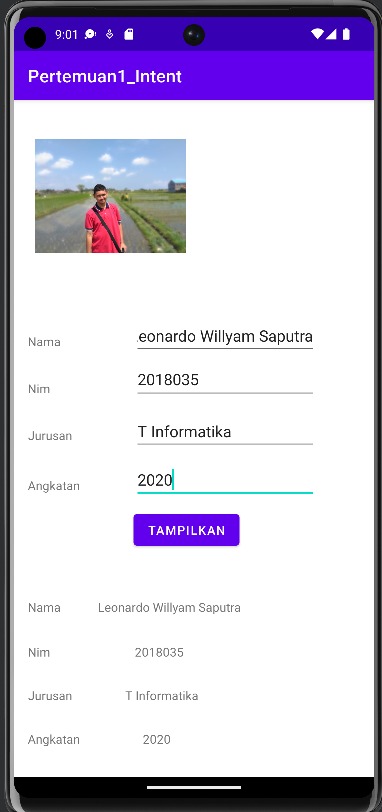 9:01
Pertemuan1_Intent
Nama .eonardo Willyam Saputra
Nim 2018035
Jurusan T Informatika
Angkatan 2020
TAMPILKAN
Nama Leonardo Willyam Saputra
Nim 2018035
Jurusan T Informatika
Angkatan 2020